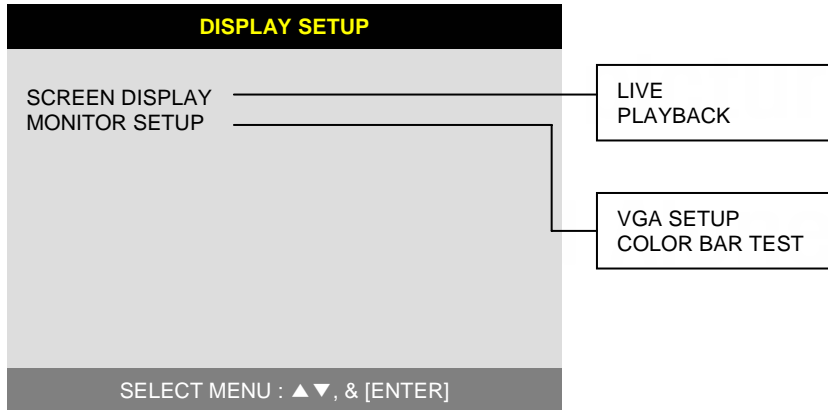 DISPLAY SETUP
SCREEN DISPLAY
MONITOR SETUP
LIVE
PLAYBACK
VGA SETUP
COLOR BAR TEST
SELECT MENU : ▲▼, & [ENTER]